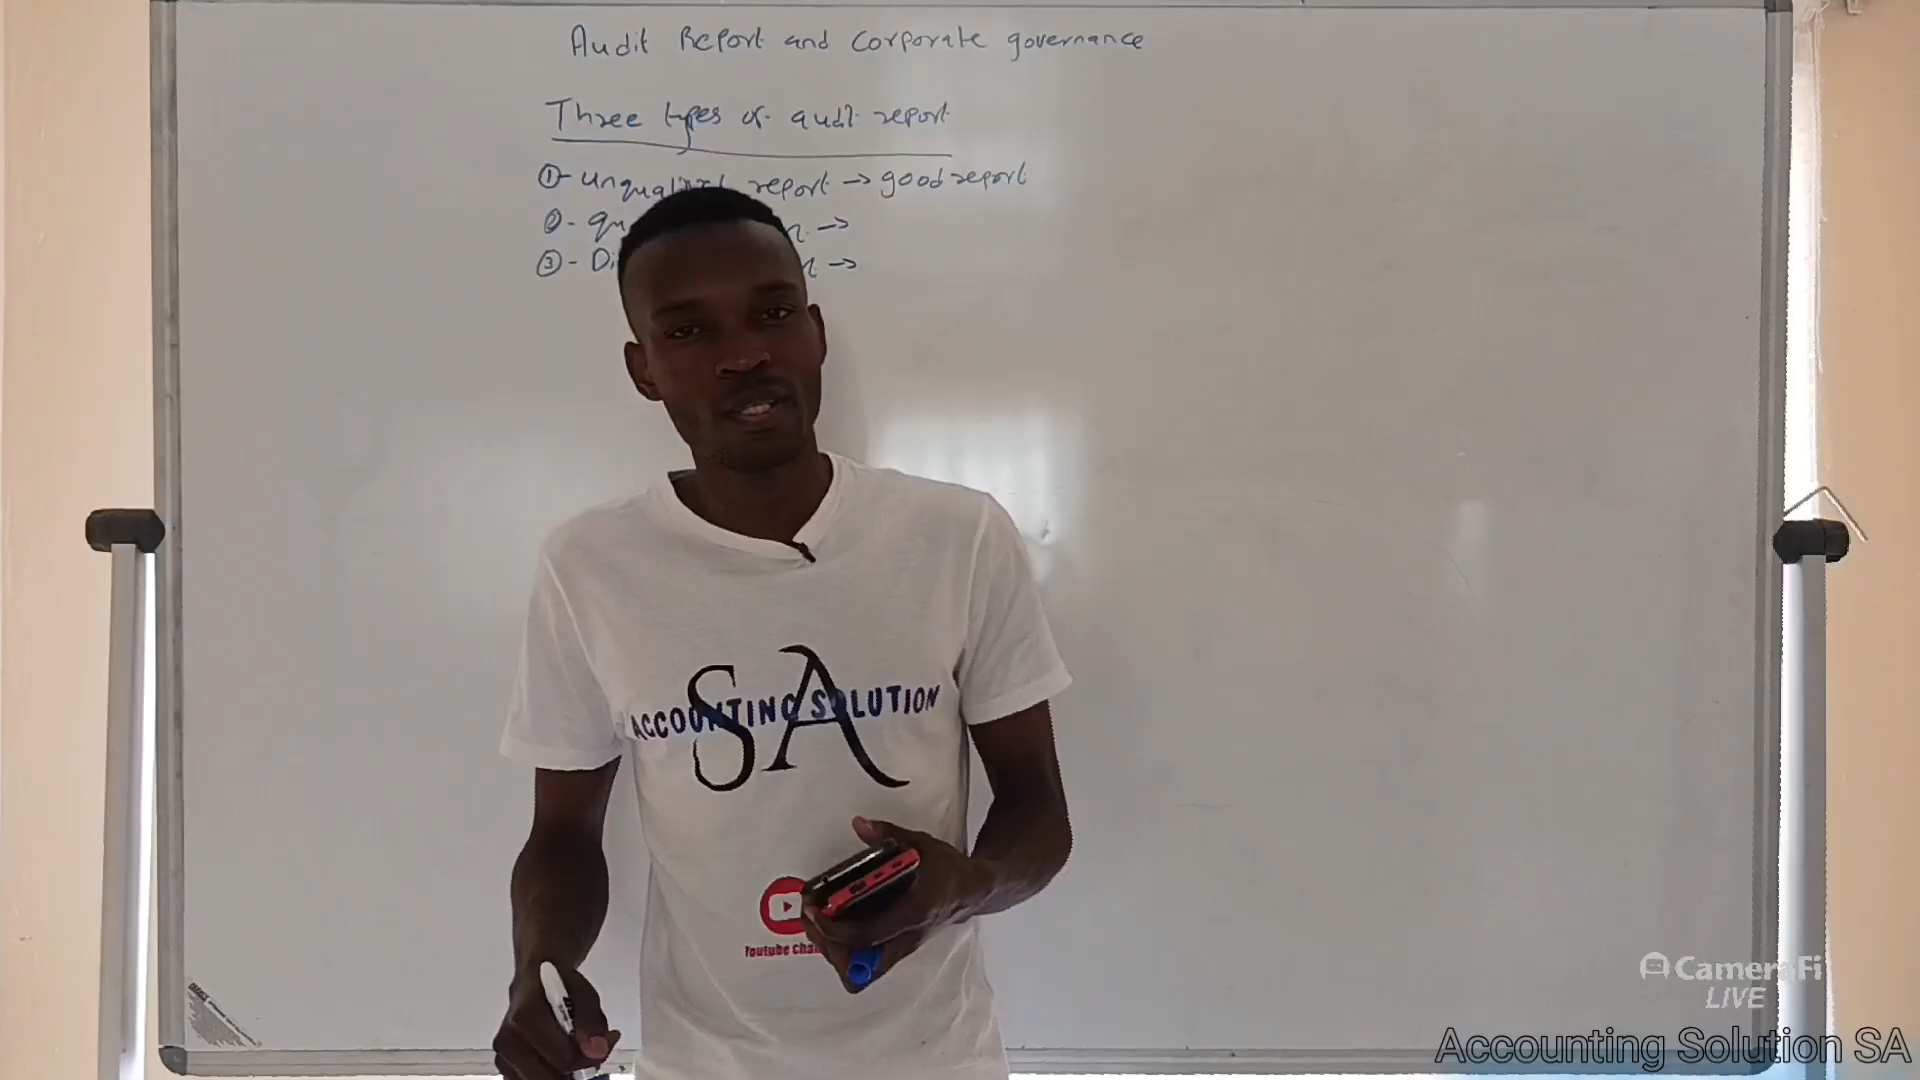 Audit Report and corporate governance
Three types of audit report
①- report → good report
②- →
③- →
SA
ACCOUNTING SOLUTION
Youtube
CameraFi
LIVE
Accounting Solution SA